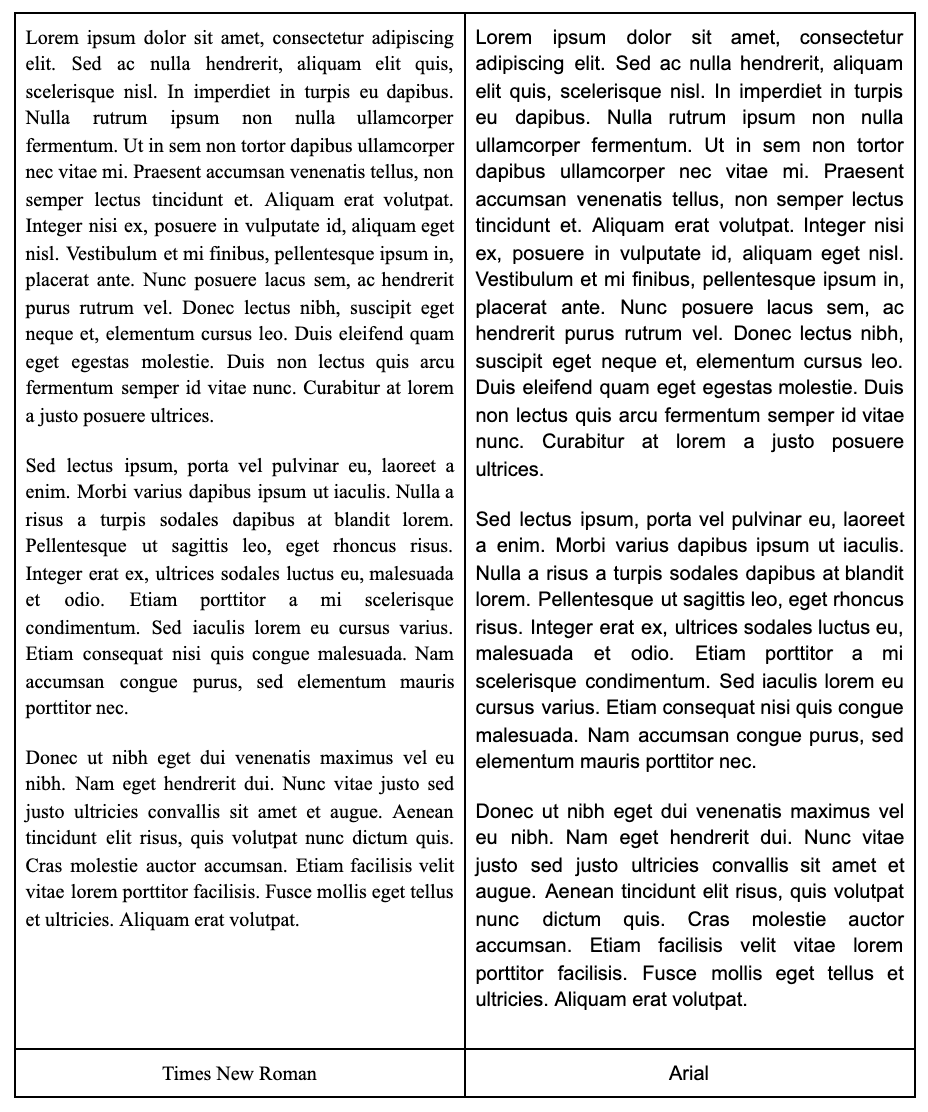 Lorem ipsum dolor sit amet, consectetur adipiscing
elit. Sed ac nulla hendrerit, aliquam elit quis,
scelerisque nisl. In imperdiet in turpis eu dapibus.
Nulla rutrum ipsum non nulla ullamcorper
fermentum. Ut in sem non tortor dapibus ullamcorper
nec vitae mi. Praesent accumsan venenatis tellus, non
semper lectus tincidunt et. Aliquam erat volutpat.
Integer nisi ex, posuere in vulputate id, aliquam eget
nisl. Vestibulum et mi finibus, pellentesque ipsum in,
placerat ante. Nunc posuere lacus sem, ac hendrerit
purus rutrum vel. Donec lectus nibh, suscipit eget
neque et, elementum cursus leo. Duis eleifend quam
eget egestas molestie. Duis non lectus quis arcu
fermentum semper id vitae nunc. Curabitur at lorem
a justo posuere ultrices.
Sed lectus ipsum, porta vel pulvinar eu, laoreet a
enim. Morbi varius dapibus ipsum ut iaculis. Nulla a
risus a turpis sodales dapibus at blandit lorem.
Pellentesque ut sagittis leo, eget rhoncus risus.
Integer erat ex, ultrices sodales luctus eu, malesuada
et odio. Etiam porttitor a mi scelerisque
condimentum. Sed iaculis lorem eu cursus varius.
Etiam consequat nisi quis congue malesuada. Nam
accumsan congue purus, sed elementum mauris
porttitor nec.
Donec ut nibh eget dui venenatis maximus vel eu
nibh. Nam eget hendrerit dui. Nunc vitae justo sed
justo ultricies convallis sit amet et augue. Aenean
tincidunt elit risus, quis volutpat nunc dictum quis.
Cras molestie auctor accumsan. Etiam facilisis velit
vitae lorem porttitor facilisis. Fusce mollis eget tellus
et ultricies. Aliquam erat volutpat.
Times New Roman
Lorem ipsum dolor sit amet, consectetur
adipiscing elit. Sed ac nulla hendrerit, aliquam
elit quis, scelerisque nisl. In imperdiet in turpis
eu dapibus. Nulla rutrum ipsum non nulla
ullamcorper fermentum. Ut in sem non tortor
dapibus ullamcorper nec vitae mi. Praesent
accumsan venenatis tellus, non semper lectus
tincidunt et. Aliquam erat volutpat. Integer nisi
ex, posuere in vulputate id, aliquam eget nisl.
Vestibulum et mi finibus, pellentesque ipsum in,
placerat ante. Nunc posuere lacus sem, ac
hendrerit purus rutrum vel. Donec lectus nibh,
suscipit eget neque et, elementum cursus leo.
Duis eleifend quam eget egestas molestie. Duis
non lectus quis arcu fermentum semper id vitae
nunc. Curabitur at lorem a justo posuere
ultrices.
Sed lectus ipsum, porta vel pulvinar eu, laoreet
a enim. Morbi varius dapibus ipsum ut iaculis.
Nulla a risus a turpis sodales dapibus at blandit
lorem. Pellentesque ut sagittis leo, eget rhoncus
risus. Integer erat ex, ultrices sodales luctus eu,
malesuada et odio. Etiam porttitor a mi
scelerisque condimentum. Sed iaculis lorem eu
cursus varius. Etiam consequat nisi quis congue
malesuada. Nam accumsan congue purus, sed
elementum mauris porttitor nec.
Donec ut nibh eget dui venenatis maximus vel
eu nibh. Nam eget hendrerit dui. Nunc vitae
justo sed justo ultricies convallis sit amet et
augue. Aenean tincidunt elit risus, quis volutpat
nunc dictum quis. Cras molestie auctor
accumsan. Etiam facilisis velit vitae lorem
porttitor facilisis. Fusce mollis eget tellus et
ultricies. Aliquam erat volutpat.
Arial